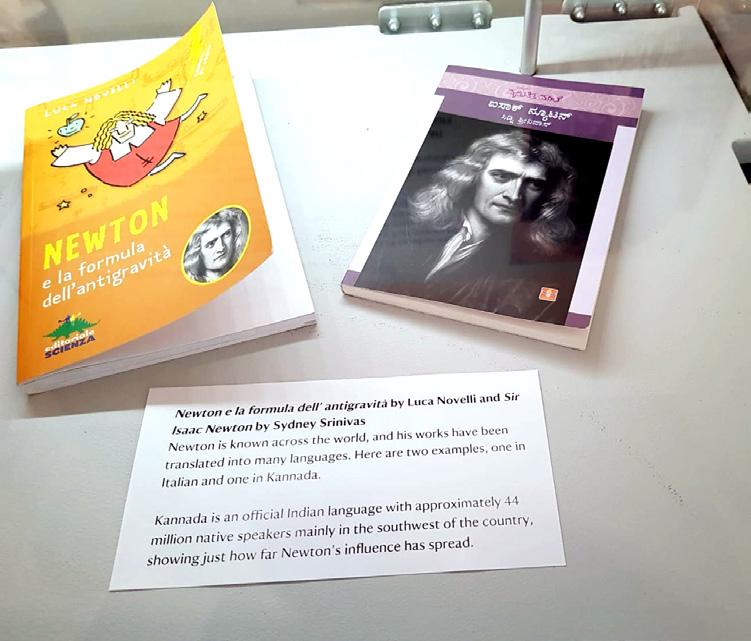 LUCA NOVELLI
NEWTON
e la formula
dell'antigravità
editoriale
SCIENZA
ಐಸಾಕ್ ನ್ಯೂಟನ್
ಸಿಡ್ನಿ ಶ್ರೀನಿವಾಸ್
Newton e la formula dell' antigravità by Luca Novelli and Sir
Isaac Newton by Sydney Srinivas
Newton is known across the world, and his works have been
translated into many languages. Here are two examples, one in
Italian and one in Kannada.
Kannada is an official Indian language with approximately 44
million native speakers mainly in the southwest of the country,
showing just how far Newton's influence has spread.